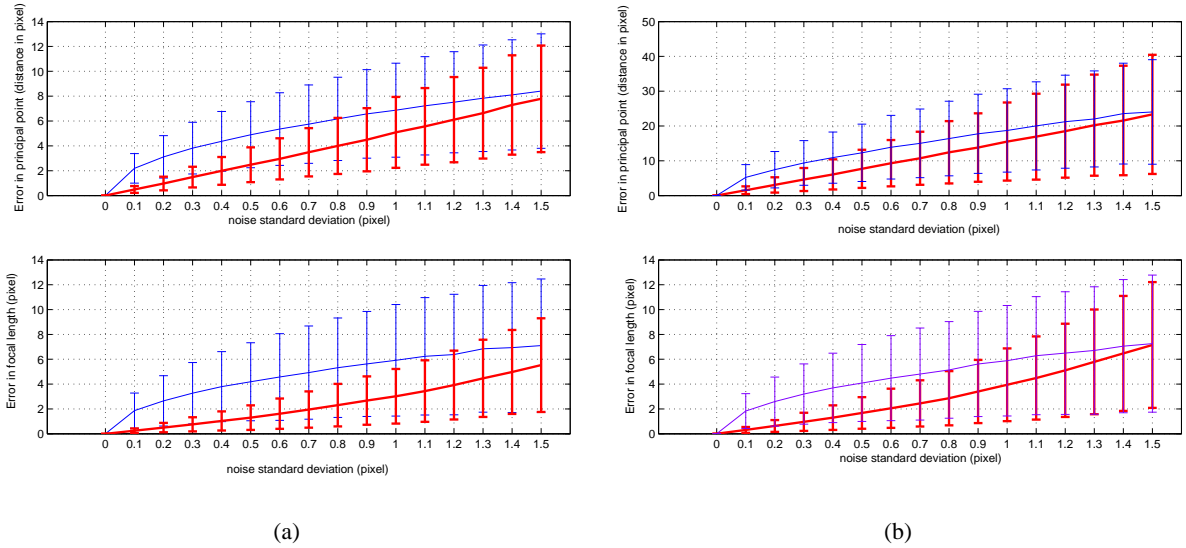 14
12
10
8
6
4
2
0
Error in principal point (distance in pixel)
0 0.1 0.2 0.3 0.4 0.5 0.6 0.7 0.8 0.9 1 1.1 1.2 1.3 1.4 1.5
noise standard deviation (pixel)
50
40
30
20
10
0
Error in principal point (distance in pixel)
0 0.1 0.2 0.3 0.4 0.5 0.6 0.7 0.8 0.9 1 1.1 1.2 1.3 1.4 1.5
noise standard deviation (pixel)
14
12
10
8
6
4
2
0
Error in focal length (pixel)
0 0.1 0.2 0.3 0.4 0.5 0.6 0.7 0.8 0.9 1 1.1 1.2 1.3 1.4 1.5
noise standard deviation (pixel)
14
12
10
8
6
4
2
0
Error in focal length (pixel)
0 0.1 0.2 0.3 0.4 0.5 0.6 0.7 0.8 0.9 1 1.1 1.2 1.3 1.4 1.5
noise standard deviation (pixel)
(a)
(b)